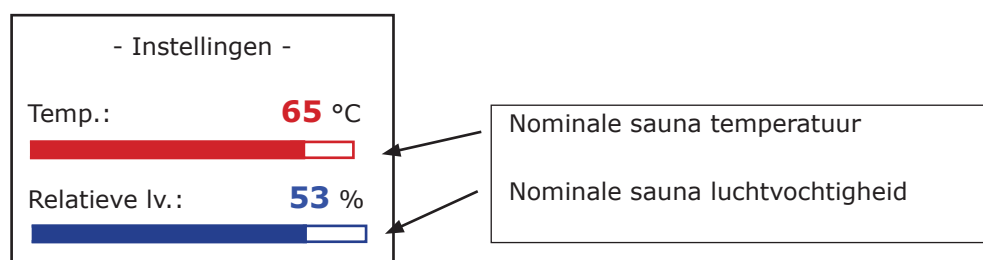 - Instellingen -
Temp.: 65 °C
Nominale sauna temperatuur
Relatieve lv.: 53 %
Nominale sauna luchtvochtigheid